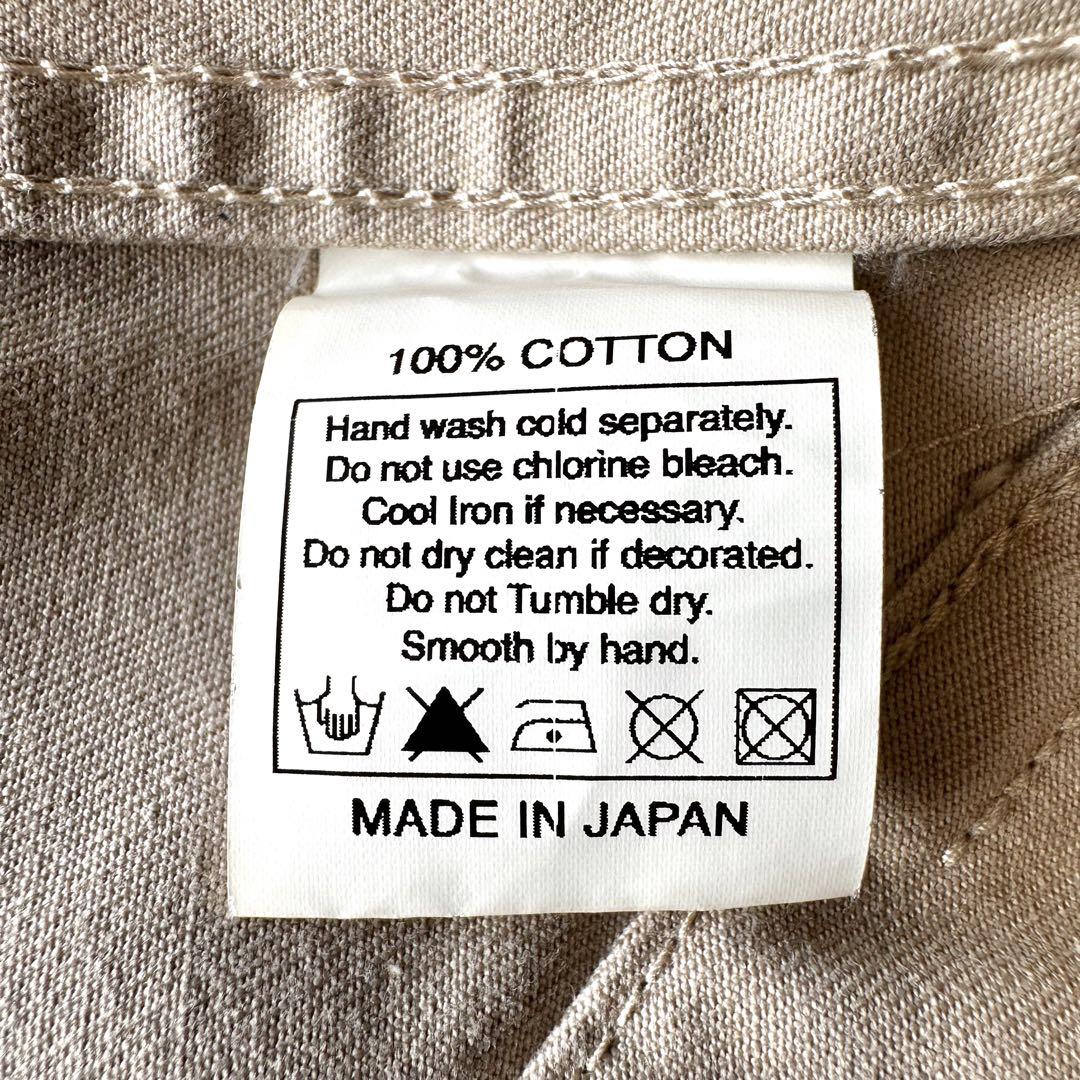 100% COTTON
Hand wash cold separately.
Do not use chlorine bleach.
Cool Iron if necessary.
Do not dry clean if decorated.
Do not Tumble dry.
Smooth by hand.
MADE IN JAPAN